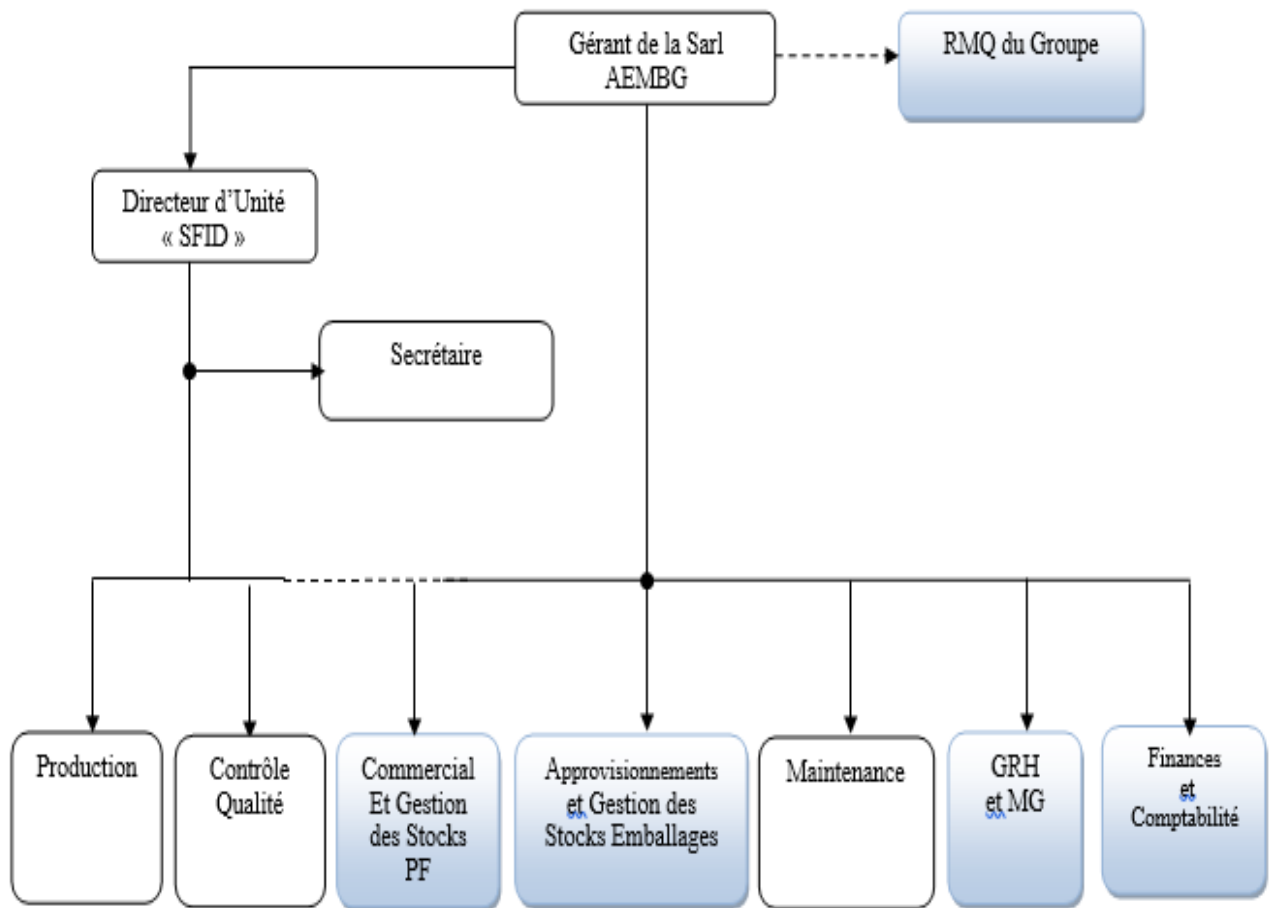 Gérant de la Sarl
AEMBG
RMQ du Groupe
Directeur d'Unité
« SFID »
Secrétaire
Production
Contrôle
Qualité
Commercial
Et Gestion
des Stocks
PF
Approvisionnements
et Gestion des
Stocks Emballages
Maintenance
GRH
et MG
Finances
et
Comptabilité